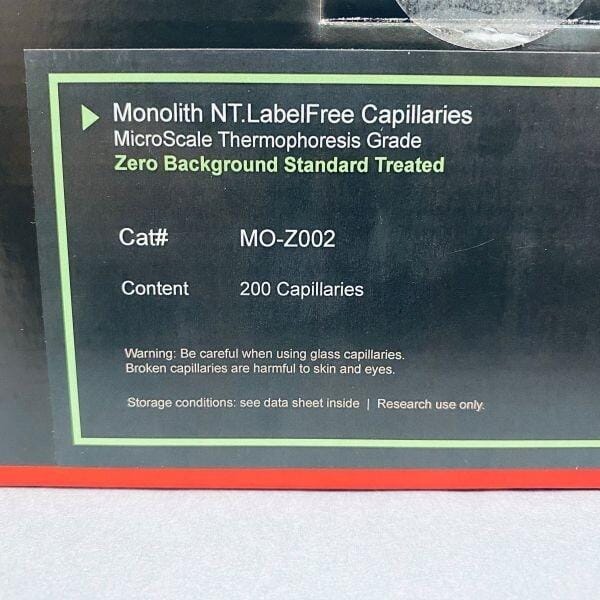 Monolith NT.LabelFree Capillaries
MicroScale Thermophoresis Grade
Zero Background Standard Treated
Cat# MO-Z002
Content 200 Capillaries
Warning: Be careful when using glass capillaries.
Broken capillaries are harmful to skin and eyes.
Storage conditions: see data sheet inside | Research use only.